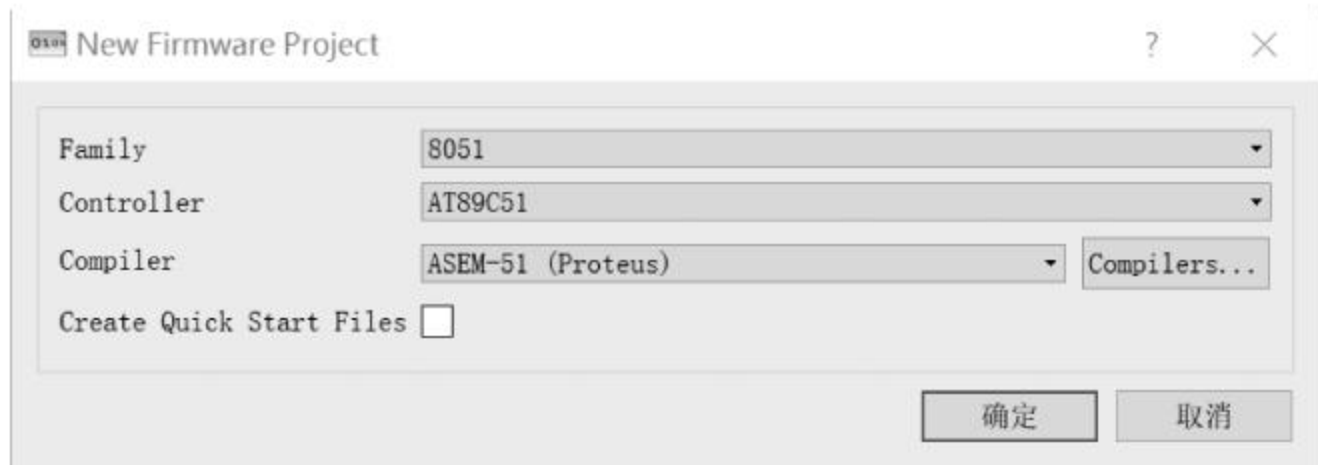 New Firmware Project ?
Family 8051
Controller AT89C51
Compiler ASEM-51 (Proteus) Compilers...
Create Quick Start Files
确定 取消